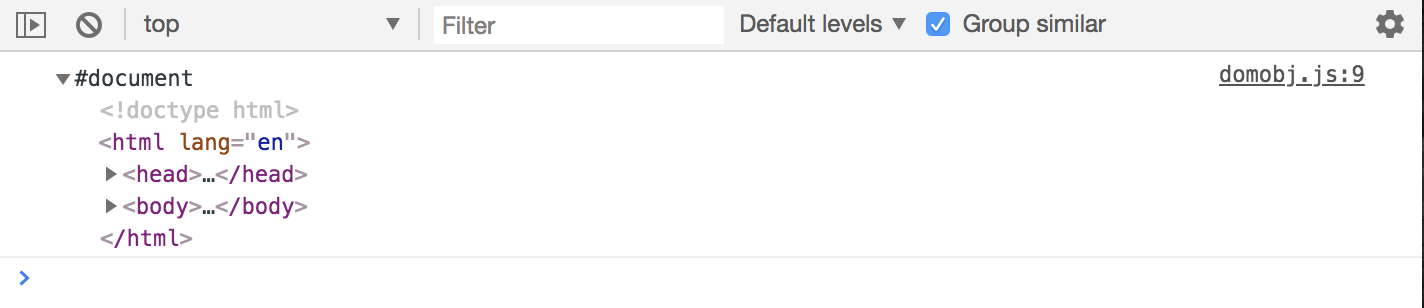 top Filter Default levels Group similar
#document domobj.js:9
<!doctype html>
<html lang="en">
<head>…</head>
<body>…</body>
</html>